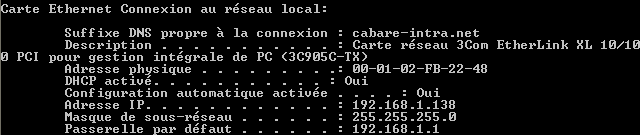 Carte Ethernet Connexion au réseau local:
Suffixe DNS propre à la connexion : cabare-intra.net
Description . . . . . . . . . . . : Carte réseau 3Com EtherLink XL 10/10
0 PCI pour gestion intégrale de PC (3C905C-TX)
Adresse physique . . . . . . . . . : 00-01-02-FB-22-48
DHCP activé. . . . . . . . . . . : Oui
Configuration automatique activée . . . . : Oui
Adresse IP. . . . . . . . . . . . : 192.168.1.138
Masque de sous-réseau . . . . . . : 255.255.255.0
Passerelle par défaut . . . . . . : 192.168.1.1